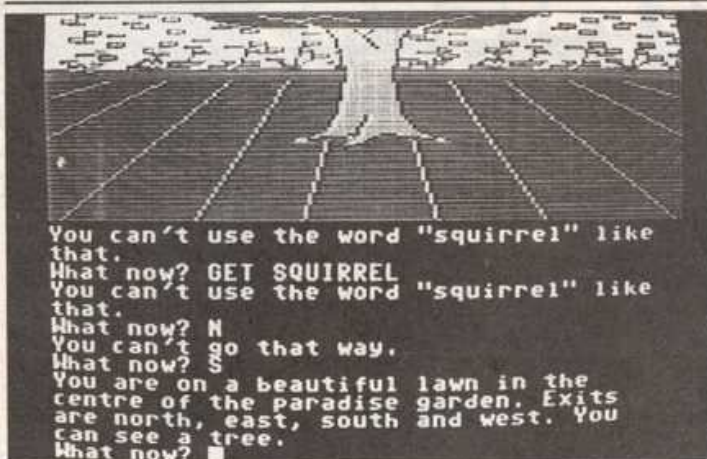 You can't use the word "squirrel" like
that.
What now? GET SQUIRREL
You can't use the word "squirrel" like
that.
What now? N
You can't go that way.
What now? S
You are on a beautiful lawn in the
centre of the paradise garden. Exits
are north, east, south and west. You
can see a tree.
What now?